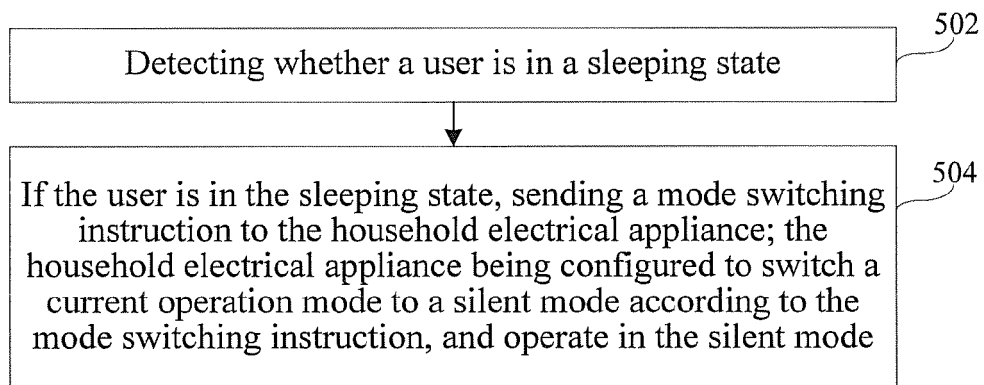 502
Detecting whether a user is in a sleeping state
504
If the user is in the sleeping state, sending a mode switching
instruction to the household electrical appliance; the
household electrical appliance being configured to switch a
current operation mode to a silent mode according to the
mode switching instruction, and operate in the silent mode